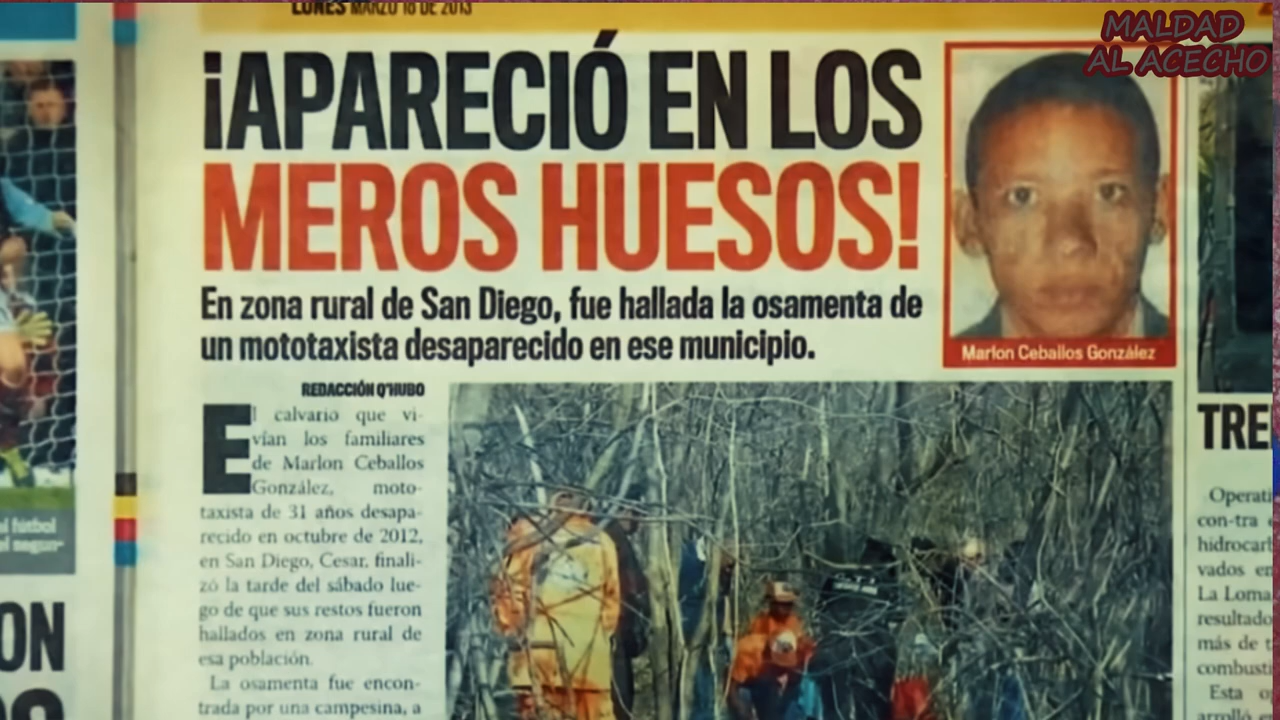 LUNES MARZO 18 DE 2013
MALDAD
AL ACECHO
¡APARECIÓ EN LOS
MEROS HUESOS!
En zona rural de San Diego, fue hallada la osamenta de
un mototaxista desaparecido en ese municipio.
Marlon Ceballos González
REDACCIÓN Q'HUBO
El calvario que vi-
vían los familiares
de Marlon Ceballos
González, moto-
taxista de 31 años desapa-
recido en octubre de 2012,
en San Diego, Cesar, finali-
zó la tarde del sábado lue-
go de que sus restos fueron
hallados en zona rural de
esa población.
La osamenta fue encon-
trada por una campesina, a
l fútbol
el segun-
ON
TRE
Operati
con-tra
hidrocarb
vados en
La Loma
resultado
más de
combusti
Esta